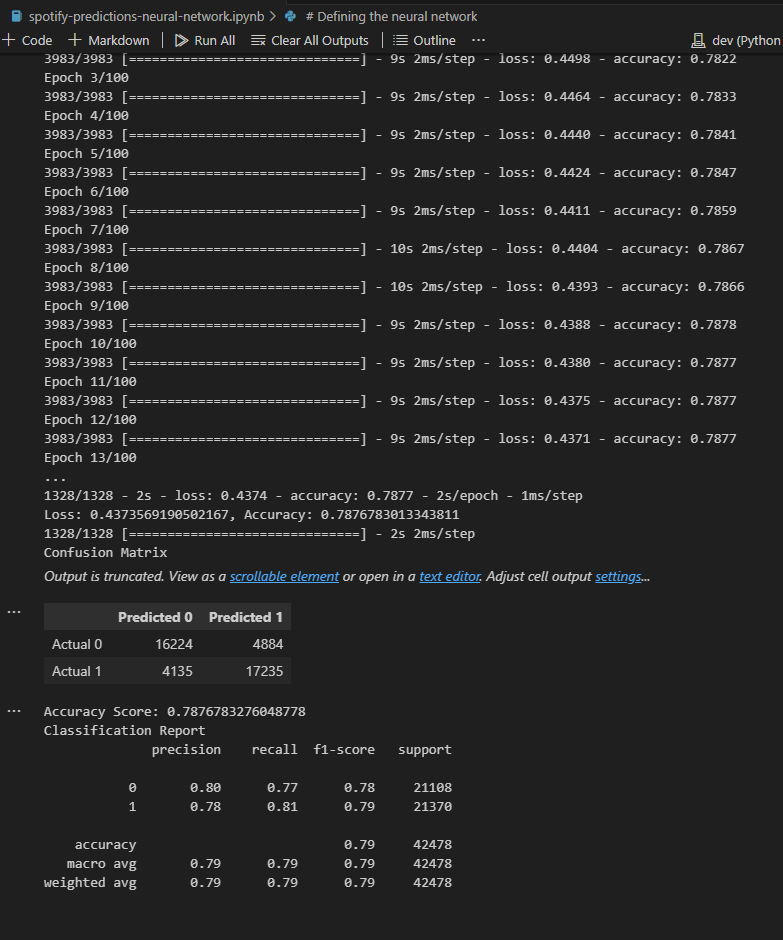 spotify-predictions-neural-network.ipynb > # Defining the neural network
+ Code + Markdown | Run All Clear All Outputs | Outline ··· dev (Python
3983/3983 [==============================] - 9s 2ms/step - loss: 0.4498 - accuracy: 0.7822
Epoch 3/100
3983/3983 [==============================] - 9s 2ms/step - loss: 0.4464 - accuracy: 0.7833
Epoch 4/100
3983/3983 [==============================] - 9s 2ms/step - loss: 0.4440 - accuracy: 0.7841
Epoch 5/100
3983/3983 [==============================] - 9s 2ms/step - loss: 0.4424 - accuracy: 0.7847
Epoch 6/100
3983/3983 [==============================] - 9s 2ms/step - loss: 0.4411 - accuracy: 0.7859
Epoch 7/100
3983/3983 [==============================] - 10s 2ms/step - loss: 0.4404 - accuracy: 0.7867
Epoch 8/100
3983/3983 [==============================] - 10s 2ms/step - loss: 0.4393 - accuracy: 0.7866
Epoch 9/100
3983/3983 [==============================] - 9s 2ms/step - loss: 0.4388 - accuracy: 0.7878
Epoch 10/100
3983/3983 [==============================] - 9s 2ms/step - loss: 0.4380 - accuracy: 0.7877
Epoch 11/100
3983/3983 [==============================] - 9s 2ms/step - loss: 0.4375 - accuracy: 0.7877
Epoch 12/100
3983/3983 [==============================] - 9s 2ms/step - loss: 0.4371 - accuracy: 0.7877
Epoch 13/100
...
1328/1328 - 2s - loss: 0.4374 - accuracy: 0.7877 - 2s/epoch - 1ms/step
Loss: 0.4373569190502167, Accuracy: 0.7876783013343811
1328/1328 [==============================] - 2s 2ms/step
Confusion Matrix
Output is truncated. View as a scrollable element or open in a text editor. Adjust cell output settings...
··· Predicted 0 Predicted 1
Actual 0 16224 4884
Actual 1 4135 17235
··· Accuracy Score: 0.7876783276048778
Classification Report
precision recall f1-score support
0 0.80 0.77 0.78 21108
1 0.78 0.81 0.79 21370
accuracy 0.79 42478
macro avg 0.79 0.79 0.79 42478
weighted avg 0.79 0.79 0.79 42478